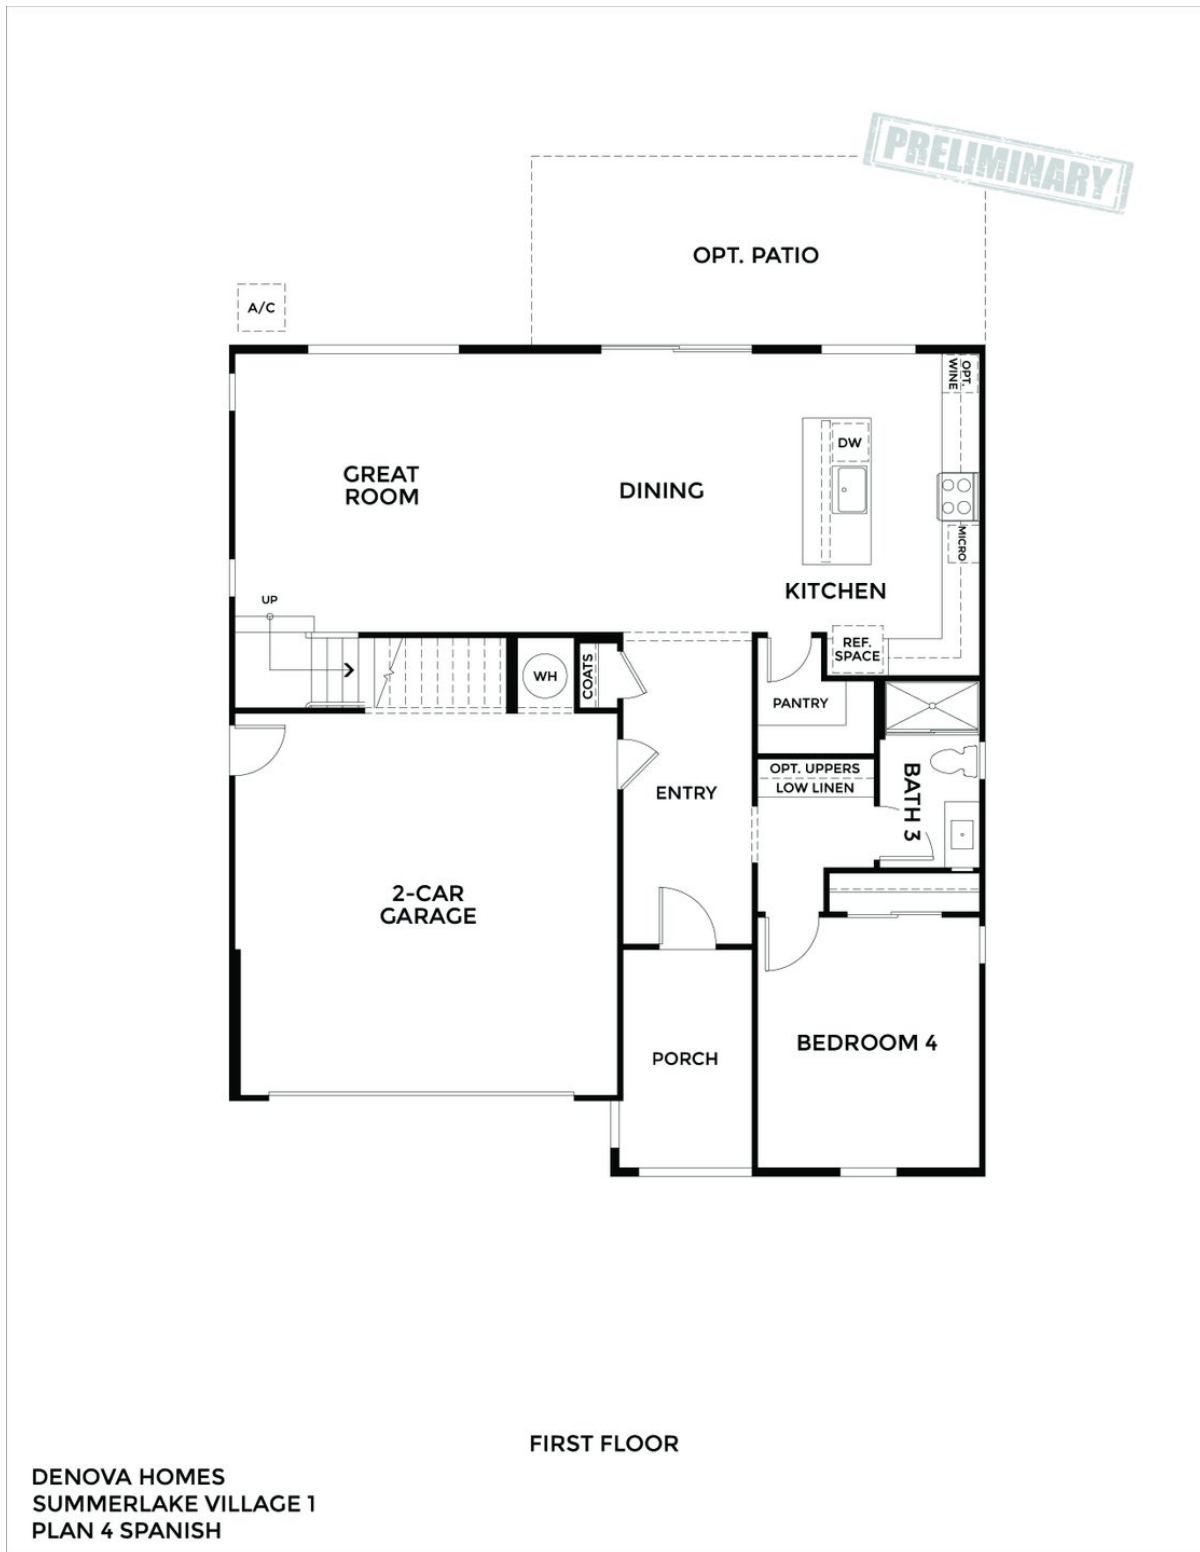 PRELIMINARY
OPT. PATIO
A/C
OPT.
WINE
DW
GREAT
ROOM
DINING
MICRO
KITCHEN
UP
REF.
SPACE
WH
COATS
PANTRY
OPT. UPPERS
LOW LINEN
BATH 3
ENTRY
2-CAR
GARAGE
BEDROOM 4
PORCH
FIRST FLOOR
DENOVA HOMES
SUMMERLAKE VILLAGE 1
PLAN 4 SPANISH